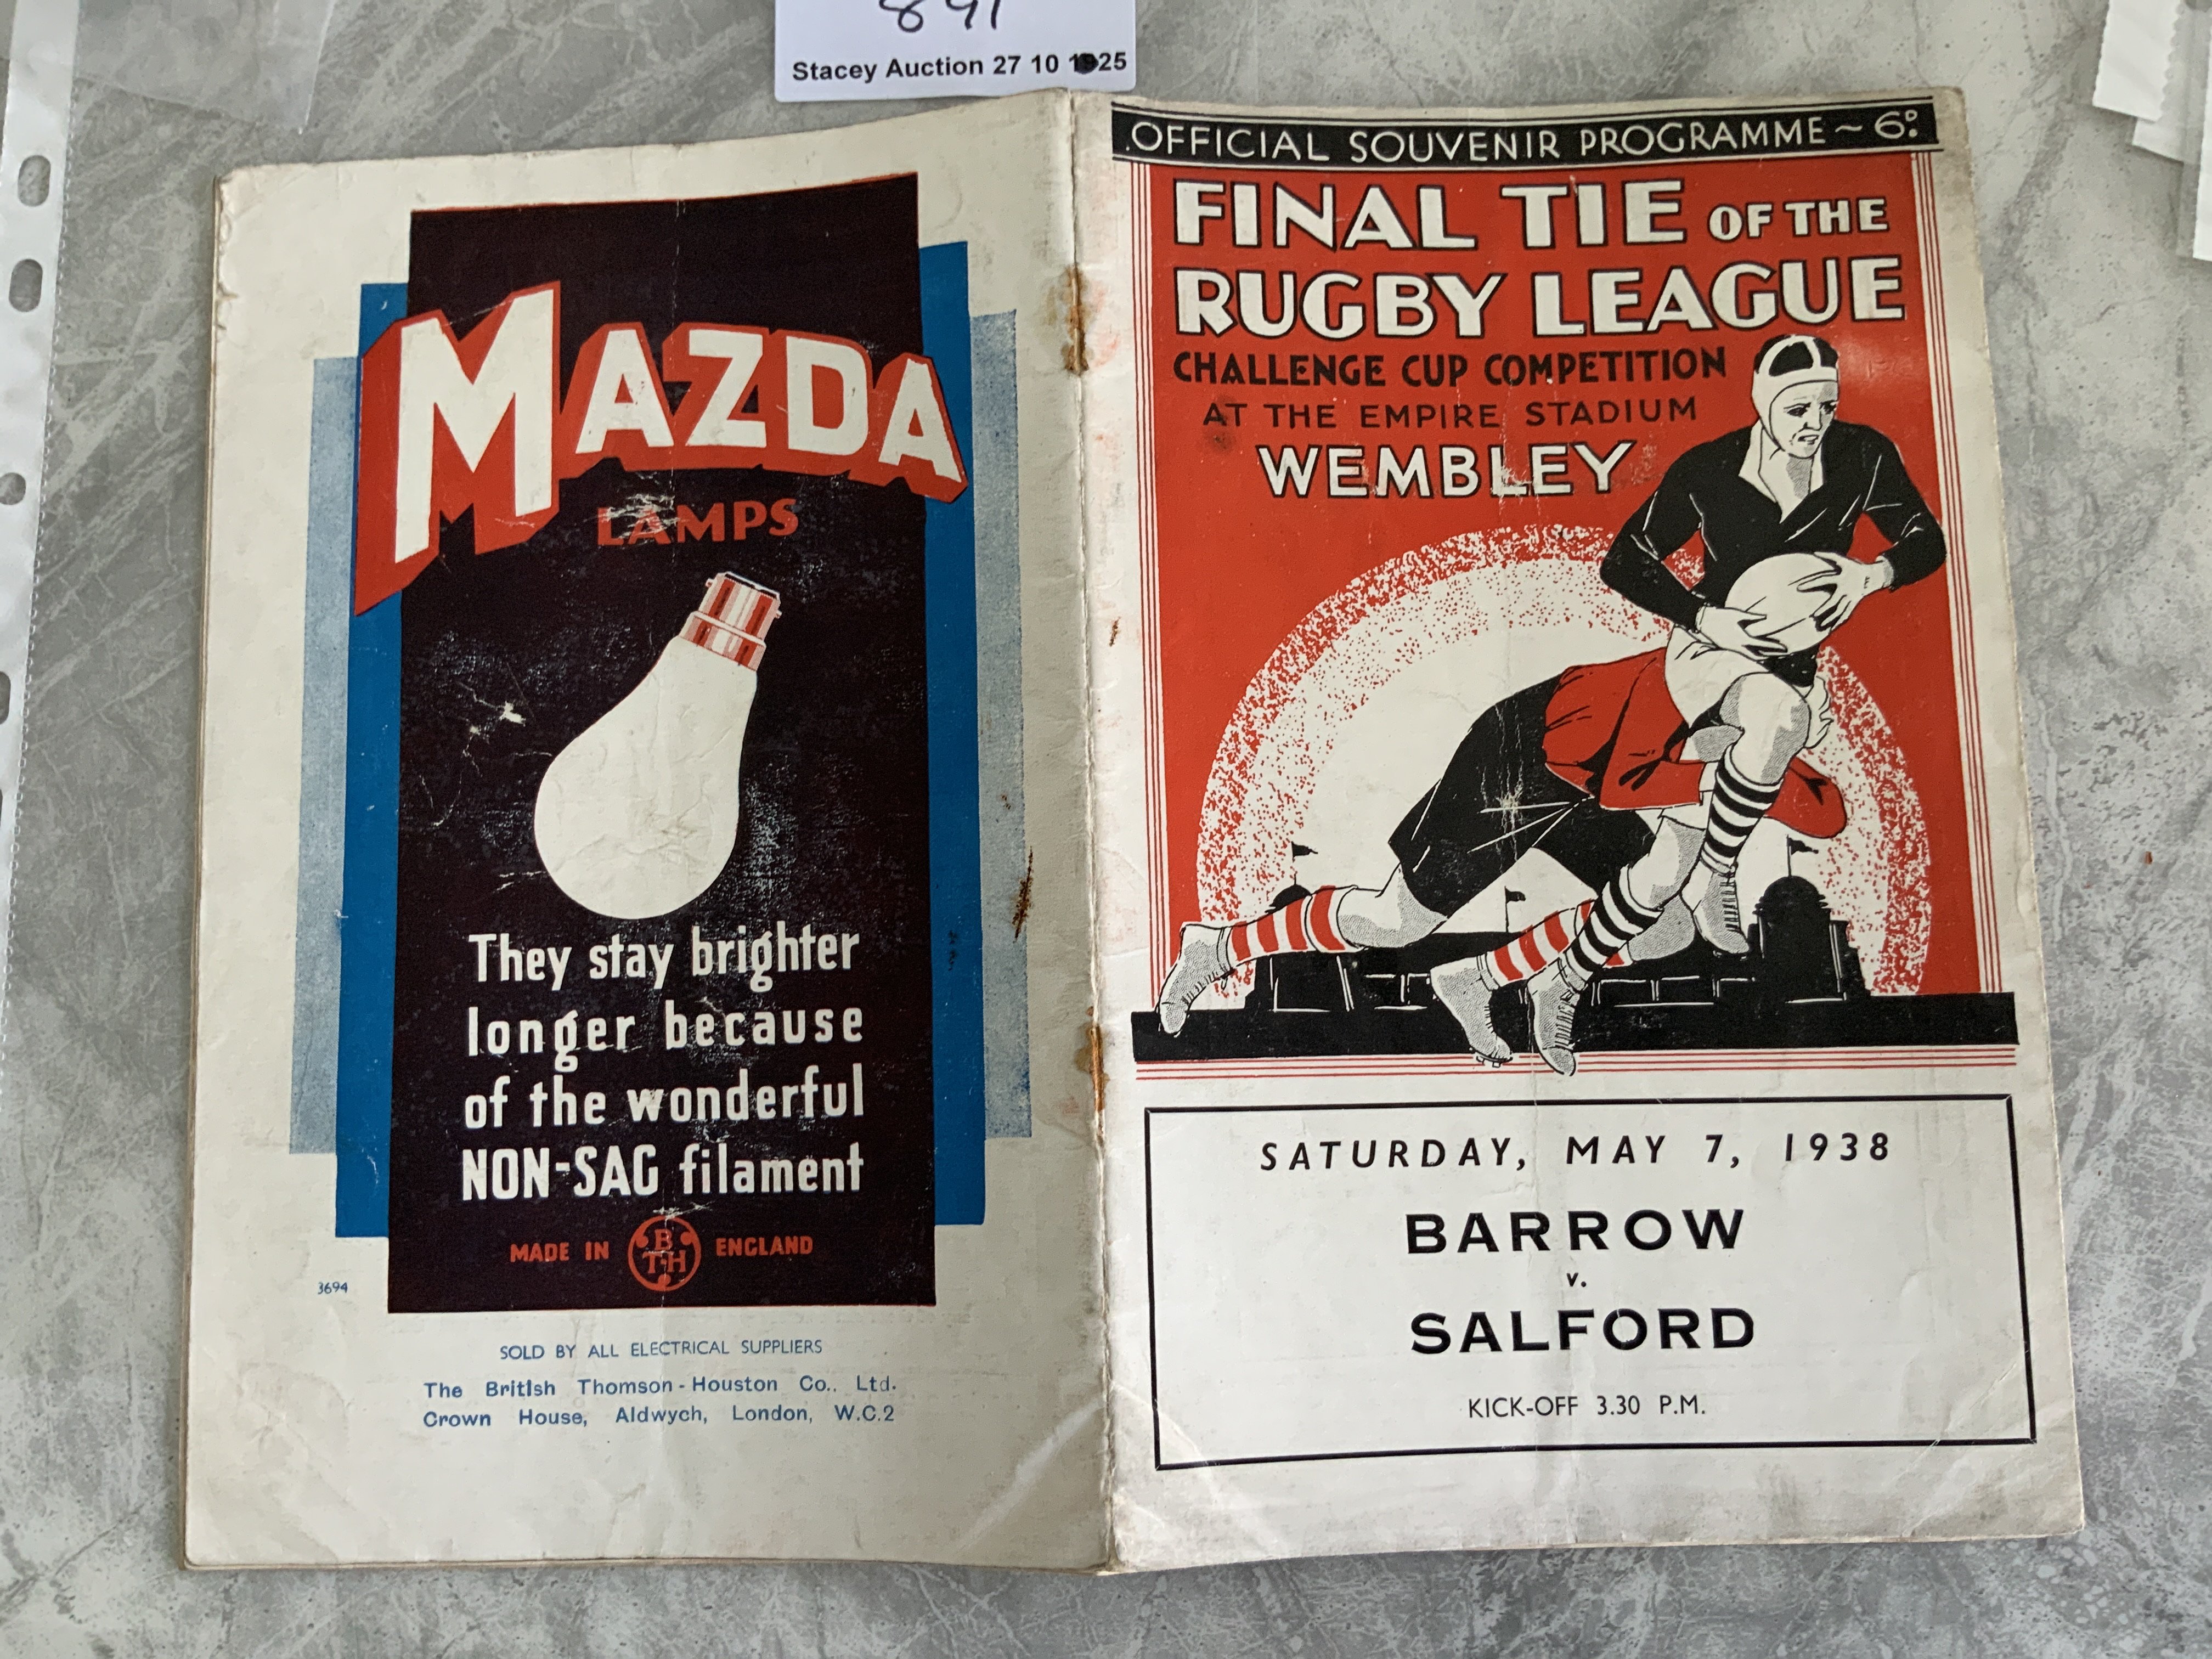 Stacey Auction 27 10 1925
MAZDA
LAMPS
They stay brighter
longer because
of the wonderful
NON-SAG filament
MADE IN BTH ENGLAND
3694
SOLD BY ALL ELECTRICAL SUPPLIERS
The British Thomson-Houston Co., Ltd.
Crown House, Aldwych, London, W.C.2
OFFICIAL SOUVENIR PROGRAMME ~ 6D.
FINAL TIE OF THE
RUGBY LEAGUE
CHALLENGE CUP COMPETITION
AT THE EMPIRE STADIUM
WEMBLEY
SATURDAY, MAY 7, 1938
BARROW
v.
SALFORD
KICK-OFF 3.30 P.M.